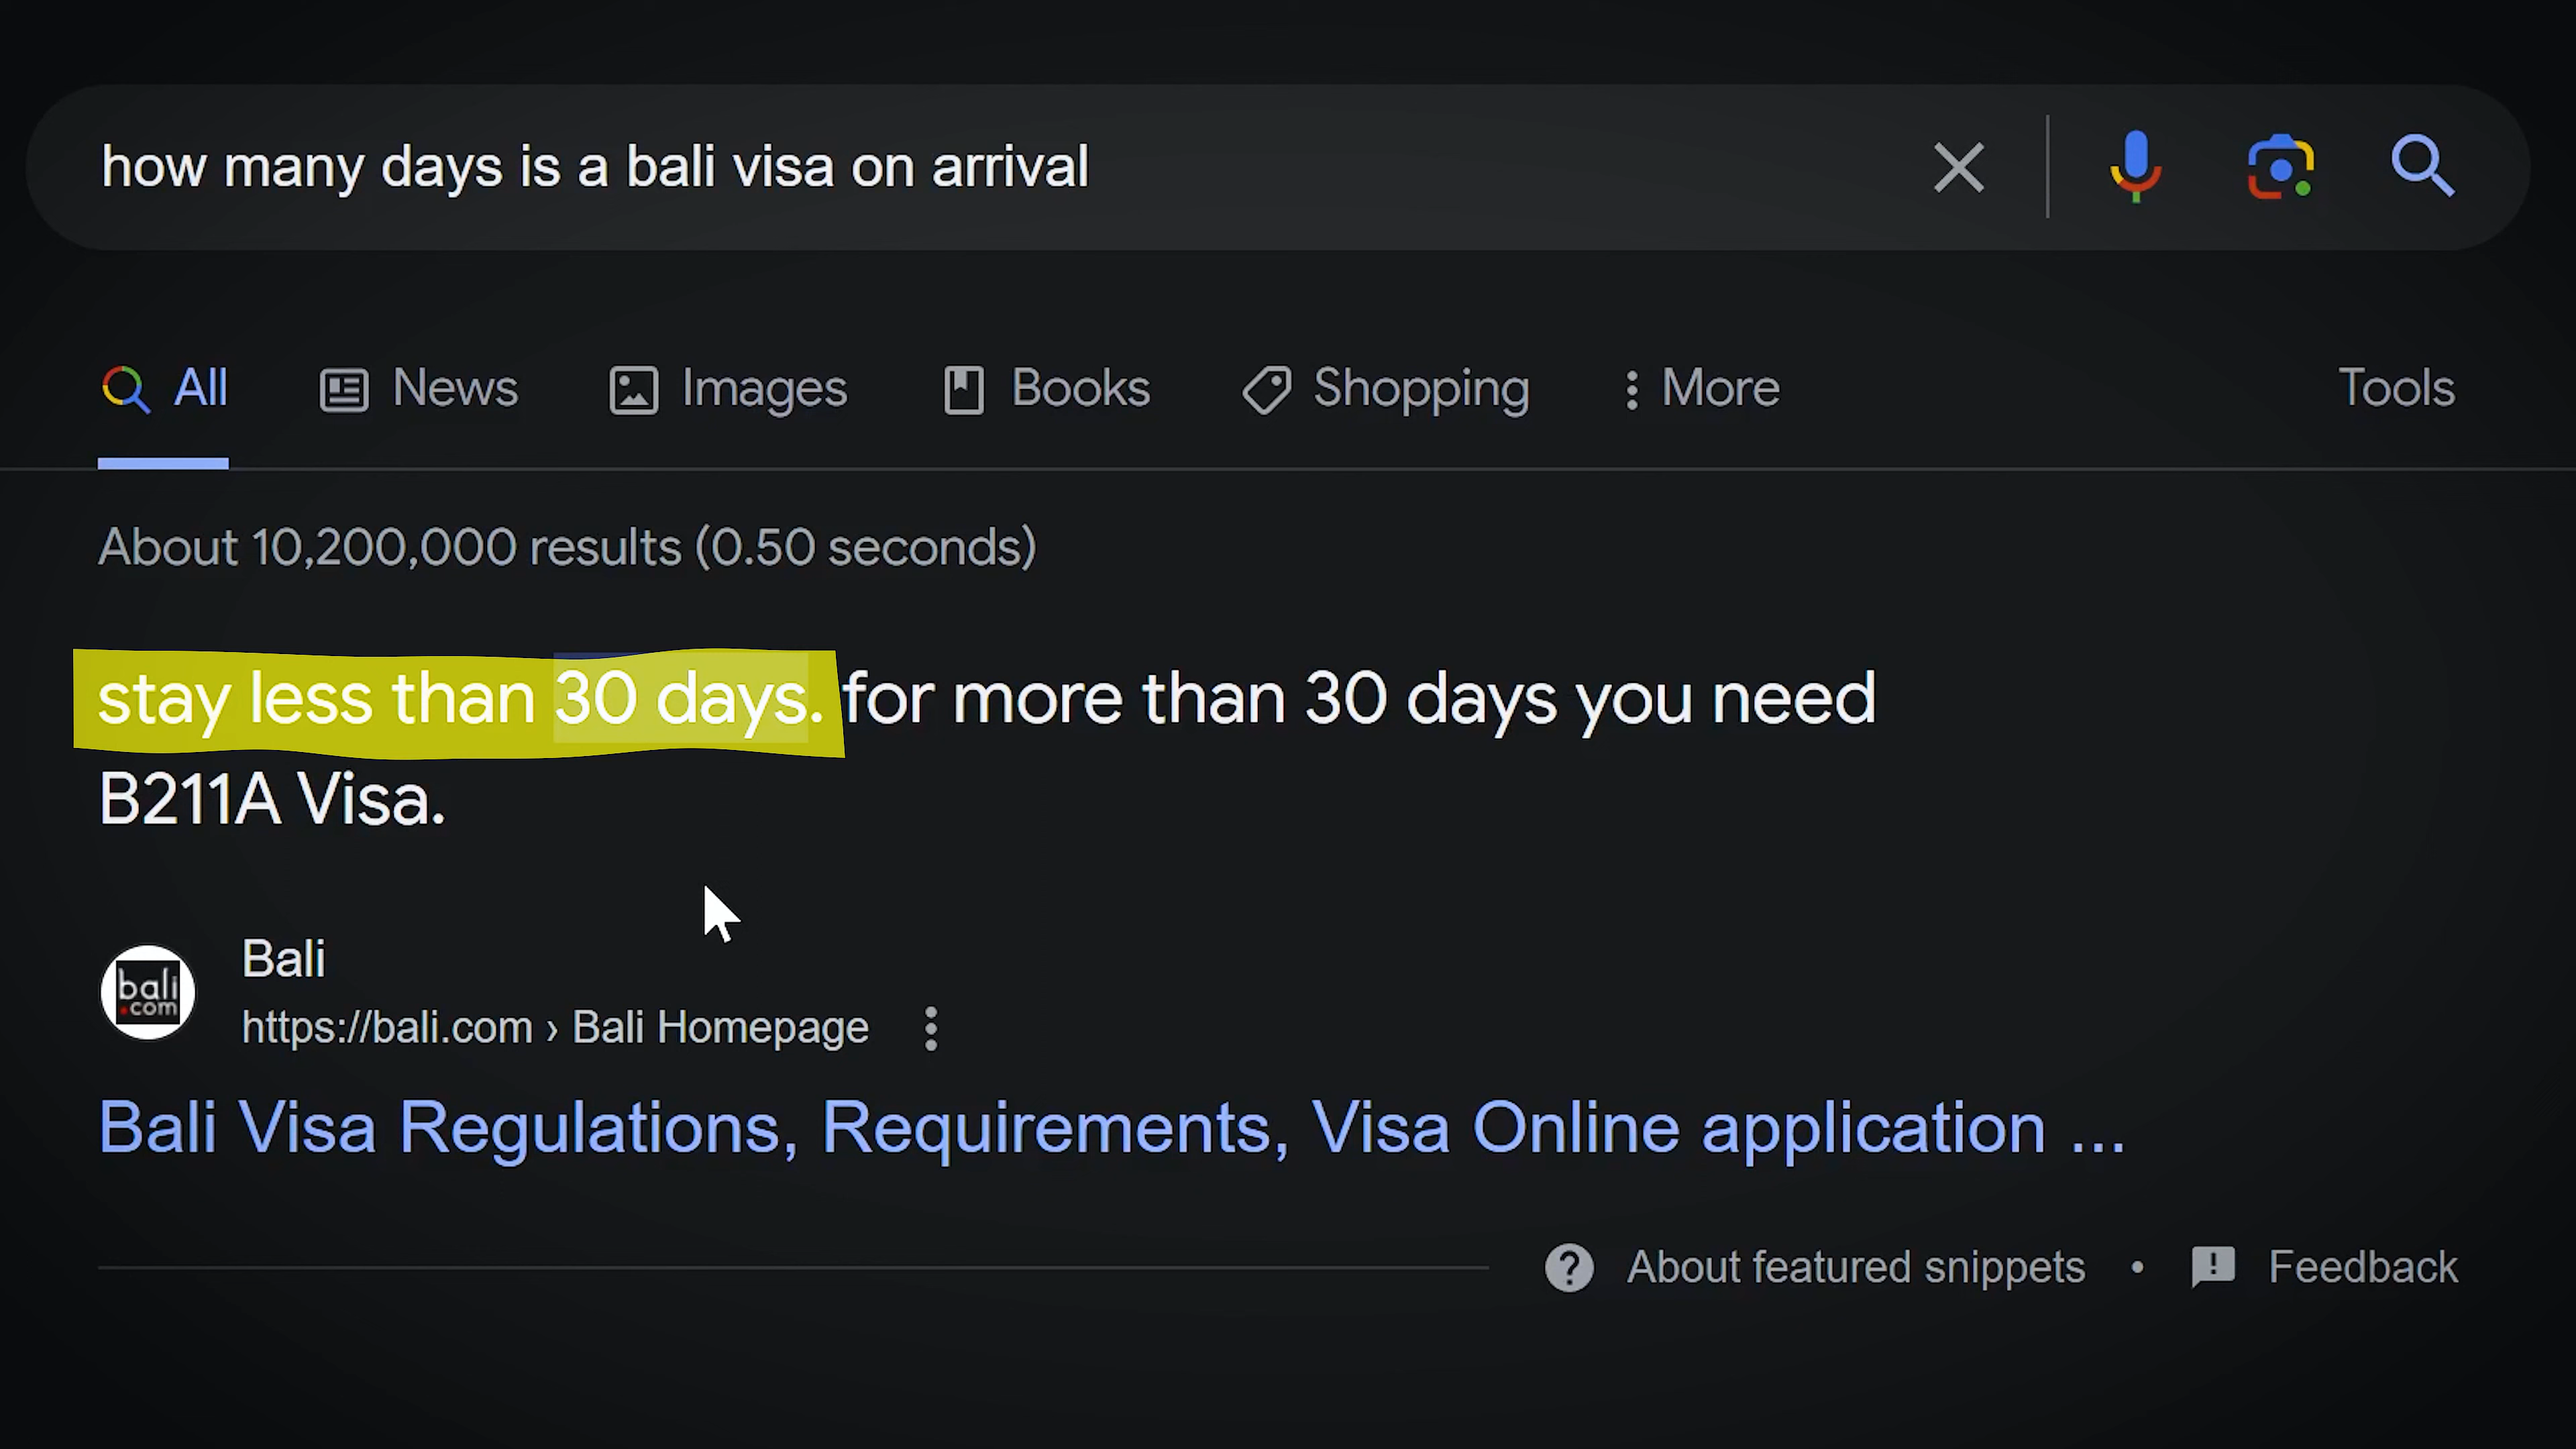 how many days is a bali visa on arrival
All News Images Books Shopping More Tools
About 10,200,000 results (0.50 seconds)
stay less than 30 days. for more than 30 days you need
B211A Visa.
bali
.com
Bali
https://bali.com › Bali Homepage
Bali Visa Regulations, Requirements, Visa Online application ...
About featured snippets • Feedback